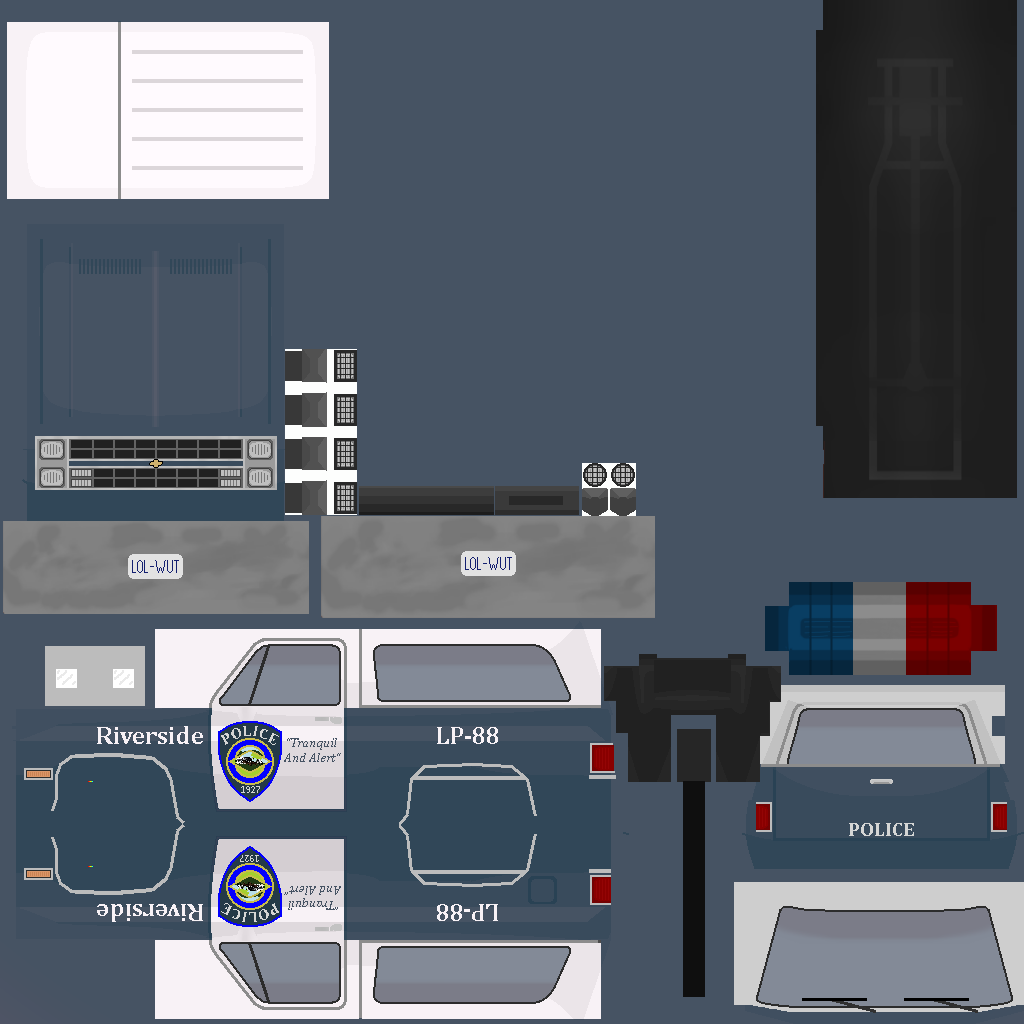 LOL-WUT
LOL-WUT
Riverside
POLICE
1927
"Tranquil
And Alert"
LP-88
POLICE
1927
"Tranquil
And Alert"
POLICE
Riverside
LP-88